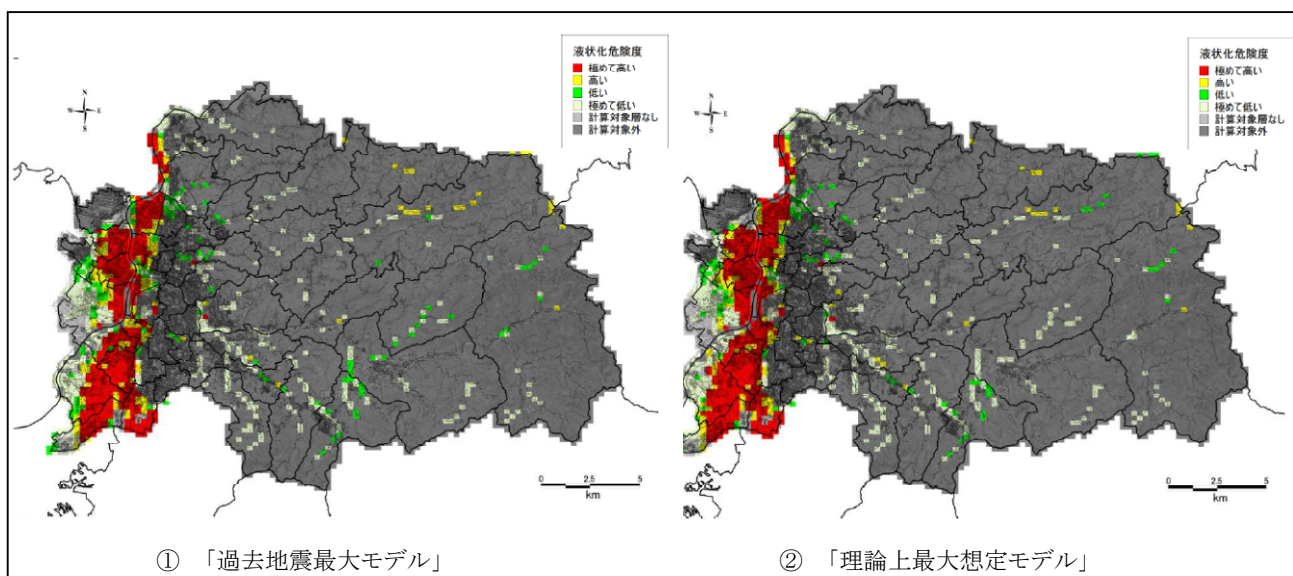 液状化危険度
極めて高い
高い
低い
極めて低い
計算対象層なし
計算対象外
N
W E
S
0 2.5 5
km
① 「過去地震最大モデル」
液状化危険度
極めて高い
高い
低い
極めて低い
計算対象層なし
計算対象外
N
W E
S
0 2.5 5
km
② 「理論上最大想定モデル」